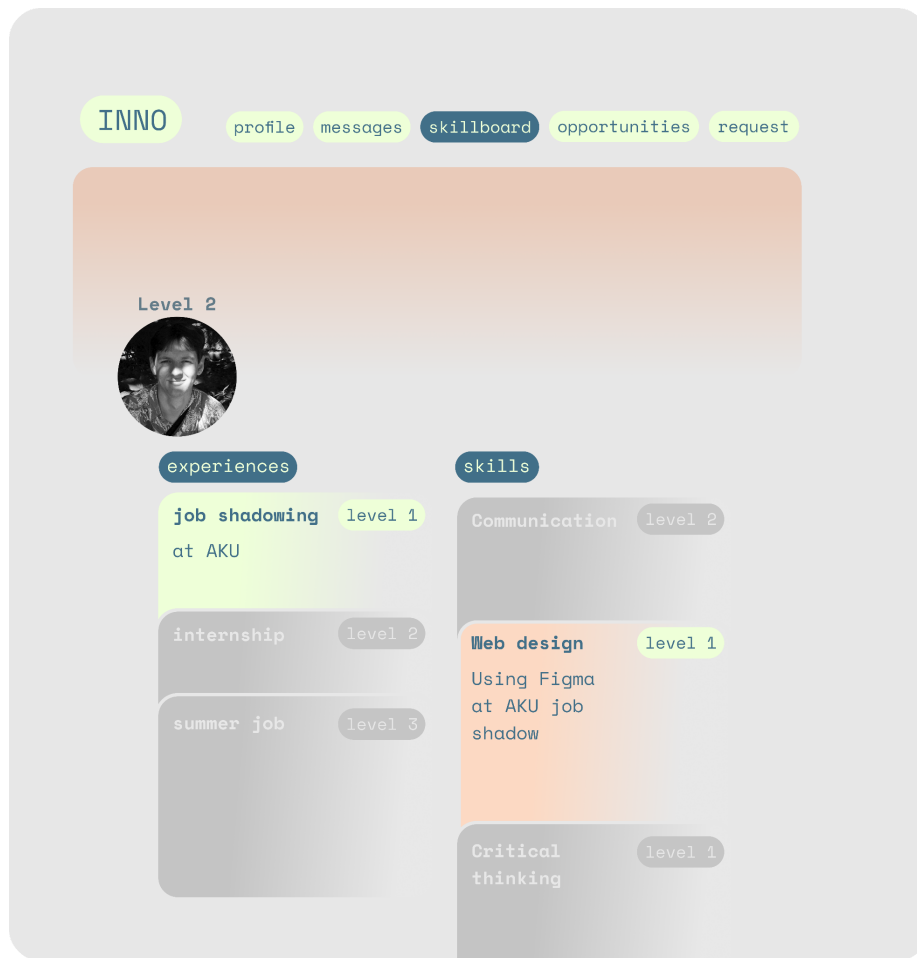 INNO
profile
messages
skillboard
opportunities
request
Level 2
experiences
job shadowing
level 1
at AKU
internship
level 2
summer job
level 3
skills
Communication
level 2
Web design
level 1
Using Figma
at AKU job
shadow
Critical
thinking
level 1